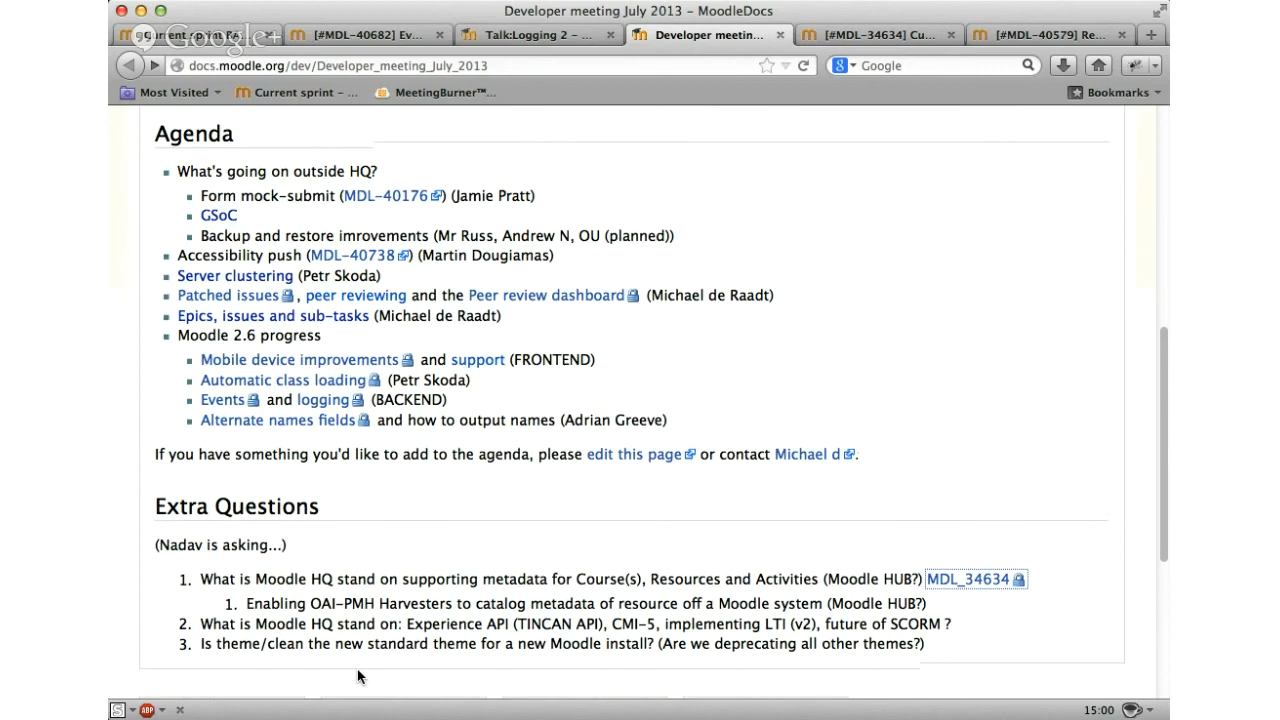 Developer meeting July 2013 - MoodleDocs
Google+
Current sprint
[#MDL-40682] Ev...
Talk:Logging 2 - ...
Developer meetin...
[#MDL-34634] Cu...
[#MDL-40579] Re...
docs.moodle.org/dev/Developer_meeting_July_2013
Google
Most Visited
Current sprint - ...
MeetingBurner™...
Bookmarks
Agenda
What's going on outside HQ?
Form mock-submit (MDL-40176) (Jamie Pratt)
GSoC
Backup and restore imrovements (Mr Russ, Andrew N, OU (planned))
Accessibility push (MDL-40738) (Martin Dougiamas)
Server clustering (Petr Skoda)
Patched issues, peer reviewing and the Peer review dashboard (Michael de Raadt)
Epics, issues and sub-tasks (Michael de Raadt)
Moodle 2.6 progress
Mobile device improvements and support (FRONTEND)
Automatic class loading (Petr Skoda)
Events and logging (BACKEND)
Alternate names fields and how to output names (Adrian Greeve)
If you have something you'd like to add to the agenda, please edit this page or contact Michael d.
Extra Questions
(Nadav is asking...)
1. What is Moodle HQ stand on supporting metadata for Course(s), Resources and Activities (Moodle HUB?) MDL_34634
1. Enabling OAI-PMH Harvesters to catalog metadata of resource off a Moodle system (Moodle HUB?)
2. What is Moodle HQ stand on: Experience API (TINCAN API), CMI-5, implementing LTI (v2), future of SCORM ?
3. Is theme/clean the new standard theme for a new Moodle install? (Are we deprecating all other themes?)
S
ABP
15:00